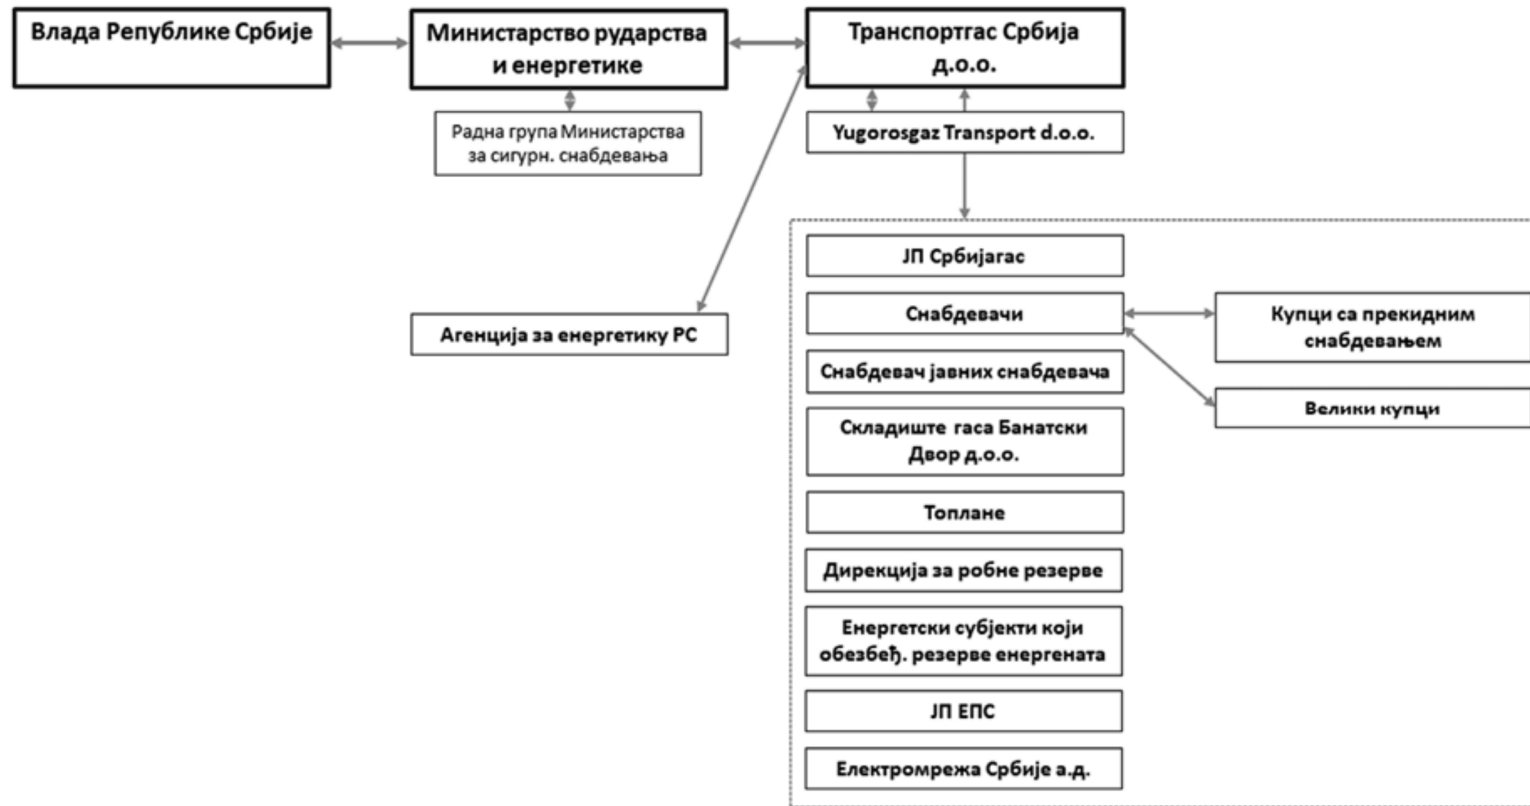 Влада Републике Србије
Министарство рударства
и енергетике
Транспортгас Србија
д.о.о.
Радна група Министарства
за сигурн. снабдевања
Yugorosgaz Transport d.o.o.
Агенција за енергетику РС
ЈП Србијагас
Снабдевачи
Купци са прекидним
снабдевањем
Снабдевач јавних снабдевача
Велики купци
Складиште гаса Банатски
Двор д.о.о.
Топлане
Дирекција за робне резерве
Енергетски субјекти који
обезбеђ. резерве енергената
ЈП ЕПС
Електромрежа Србије а.д.